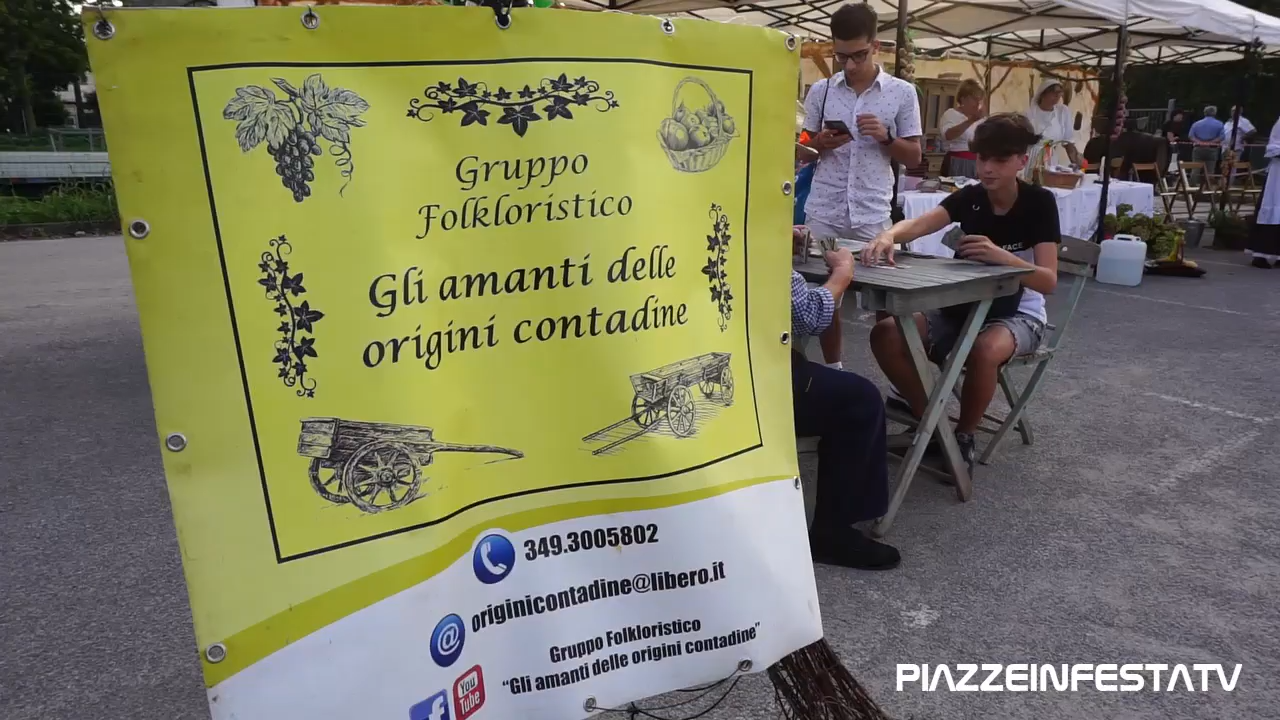 Gruppo
Folkloristico
Gli amanti delle
origini contadine
349.3005802
@ originicontadine@libero.it
Gruppo Folkloristico
f You Tube "Gli amanti delle origini contadine"
FACE
PIAZZEINFESTATV